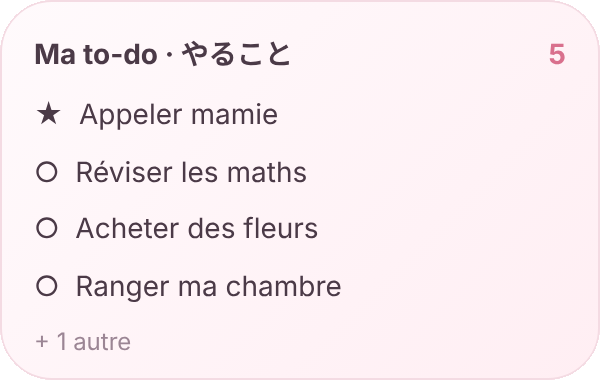 Ma to-do · やること 5
★ Appeler mamie
○ Réviser les maths
○ Acheter des fleurs
○ Ranger ma chambre
+ 1 autre